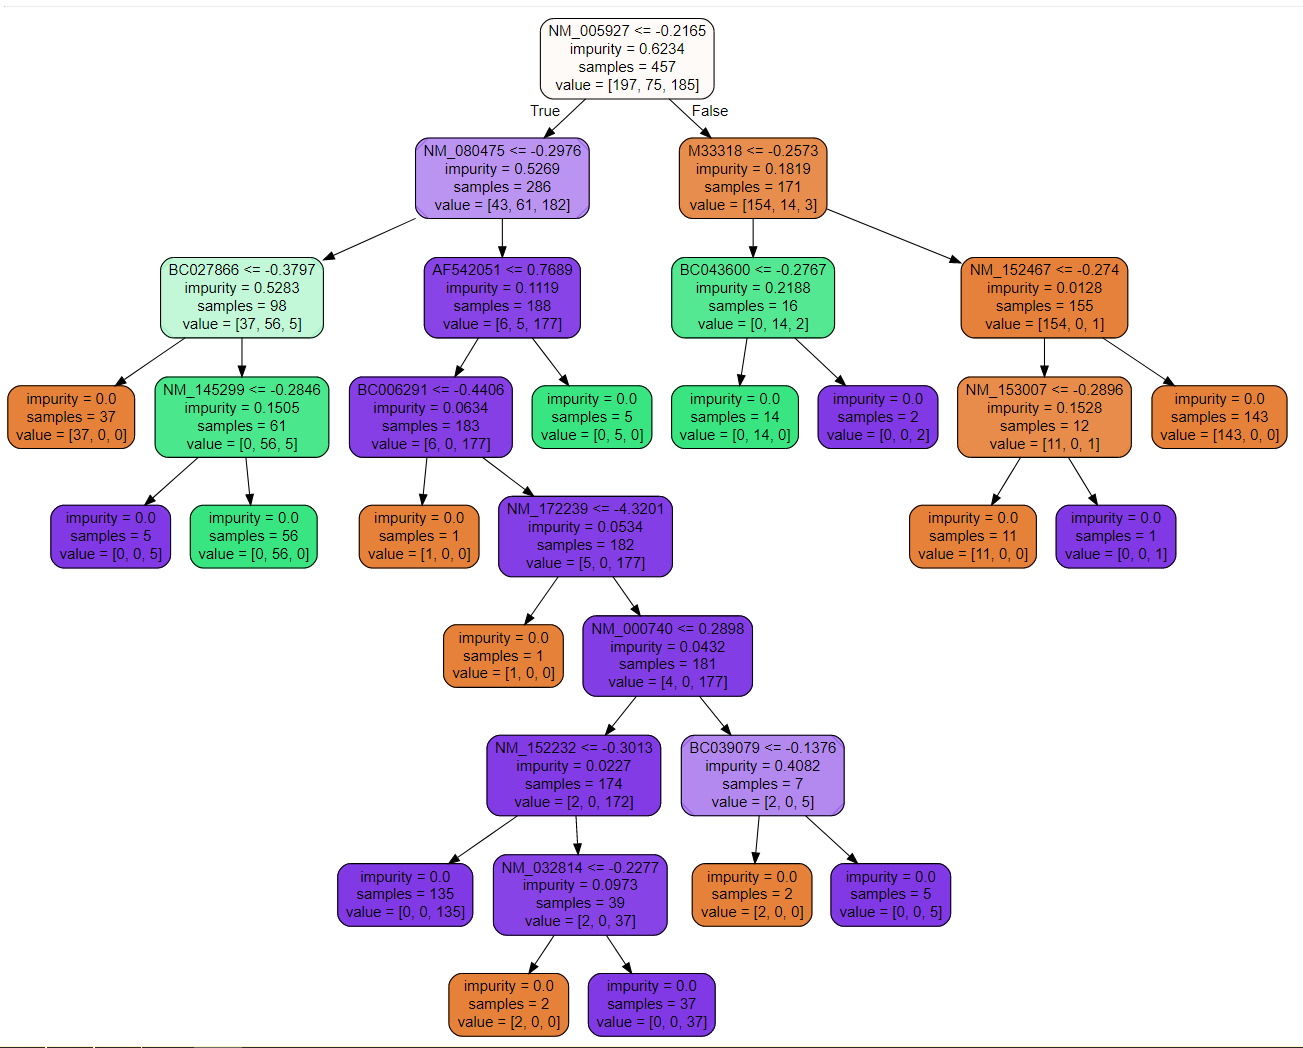 NM_005927 <= -0.2165
impurity = 0.6234
samples = 457
value = [197, 75, 185]
True
False
NM_080475 <= -0.2976
impurity = 0.5269
samples = 286
value = [43, 61, 182]
M33318 <= -0.2573
impurity = 0.1819
samples = 171
value = [154, 14, 3]
BC027866 <= -0.3797
impurity = 0.5283
samples = 98
value = [37, 56, 5]
AF542051 <= 0.7689
impurity = 0.1119
samples = 188
value = [6, 5, 177]
BC043600 <= -0.2767
impurity = 0.2188
samples = 16
value = [0, 14, 2]
NM_152467 <= -0.274
impurity = 0.0128
samples = 155
value = [154, 0, 1]
impurity = 0.0
samples = 37
value = [37, 0, 0]
NM_145299 <= -0.2846
impurity = 0.1505
samples = 61
value = [0, 56, 5]
BC006291 <= -0.4406
impurity = 0.0634
samples = 183
value = [6, 0, 177]
impurity = 0.0
samples = 5
value = [0, 5, 0]
impurity = 0.0
samples = 14
value = [0, 14, 0]
impurity = 0.0
samples = 2
value = [0, 0, 2]
NM_153007 <= -0.2896
impurity = 0.1528
samples = 12
value = [11, 0, 1]
impurity = 0.0
samples = 143
value = [143, 0, 0]
impurity = 0.0
samples = 5
value = [0, 0, 5]
impurity = 0.0
samples = 56
value = [0, 56, 0]
impurity = 0.0
samples = 1
value = [1, 0, 0]
NM_172239 <= -4.3201
impurity = 0.0534
samples = 182
value = [5, 0, 177]
impurity = 0.0
samples = 11
value = [11, 0, 0]
impurity = 0.0
samples = 1
value = [0, 0, 1]
impurity = 0.0
samples = 1
value = [1, 0, 0]
NM_000740 <= 0.2898
impurity = 0.0432
samples = 181
value = [4, 0, 177]
NM_152232 <= -0.3013
impurity = 0.0227
samples = 174
value = [2, 0, 172]
BC039079 <= -0.1376
impurity = 0.4082
samples = 7
value = [2, 0, 5]
impurity = 0.0
samples = 135
value = [0, 0, 135]
NM_032814 <= -0.2277
impurity = 0.0973
samples = 39
value = [2, 0, 37]
impurity = 0.0
samples = 2
value = [2, 0, 0]
impurity = 0.0
samples = 5
value = [0, 0, 5]
impurity = 0.0
samples = 2
value = [2, 0, 0]
impurity = 0.0
samples = 37
value = [0, 0, 37]